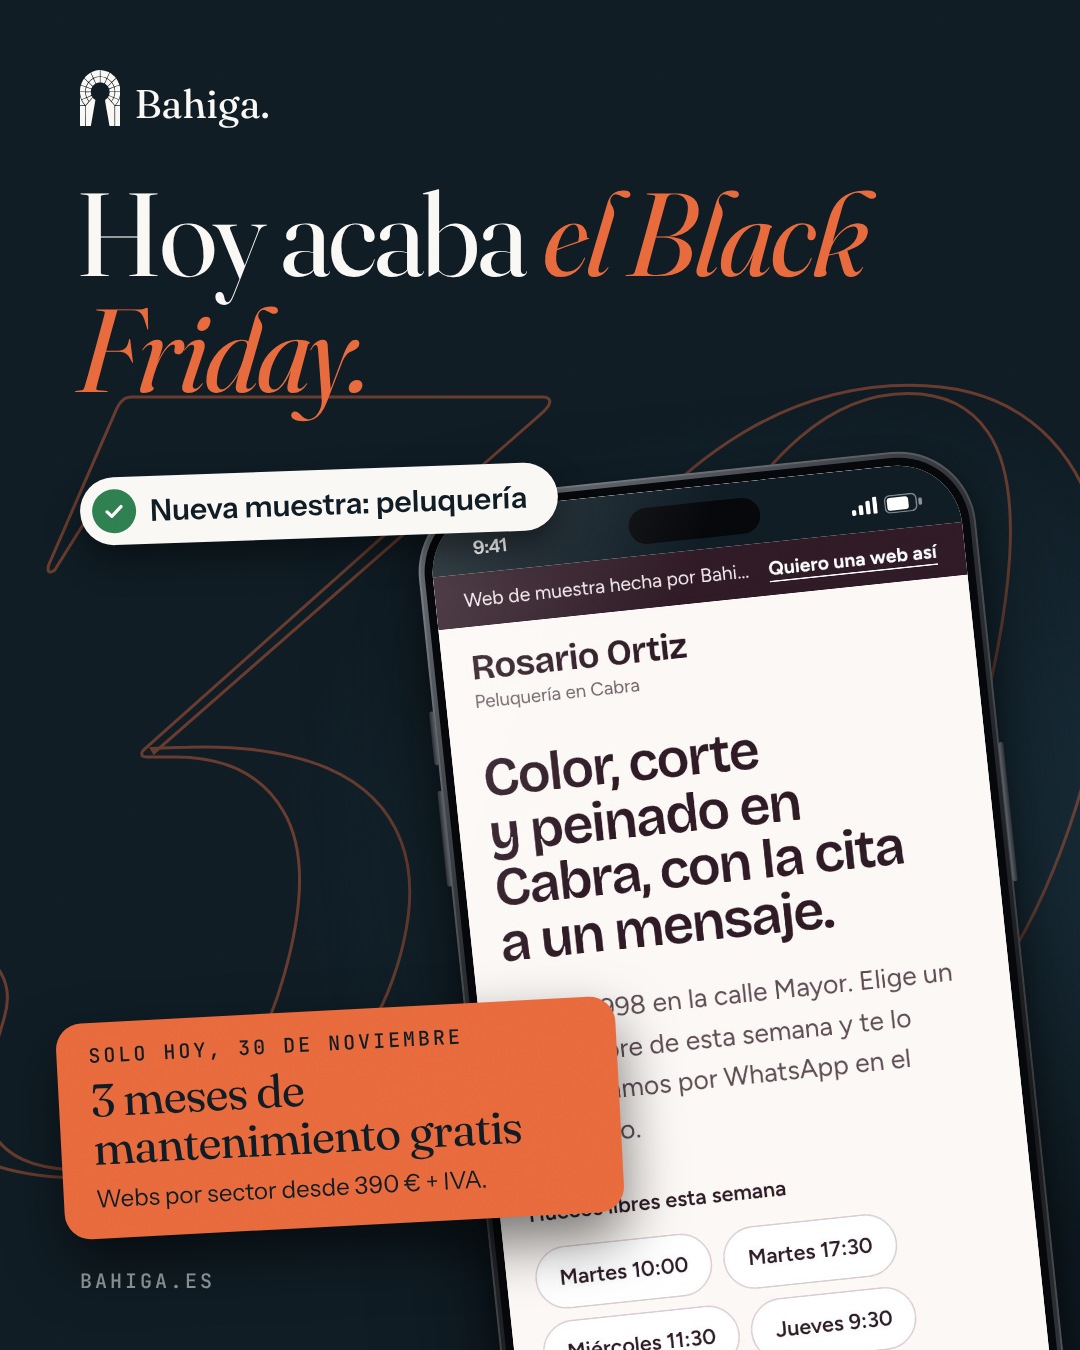 Bahiga.
Hoy acaba el Black
Friday.
Nueva muestra: peluquería
9:41
Web de muestra hecha por Bahi... Quiero una web así
Rosario Ortiz
Peluquería en Cabra
Color, corte
y peinado en
Cabra, con la cita
a un mensaje.
998 en la calle Mayor. Elige un
bre de esta semana y te lo
amos por WhatsApp en el
o.
SOLO HOY, 30 DE NOVIEMBRE
3 meses de
mantenimiento gratis
Webs por sector desde 390 € + IVA.
libres esta semana
Martes 10:00 Martes 17:30
Miércoles 11:30 Jueves 9:30
BAHIGA.ES